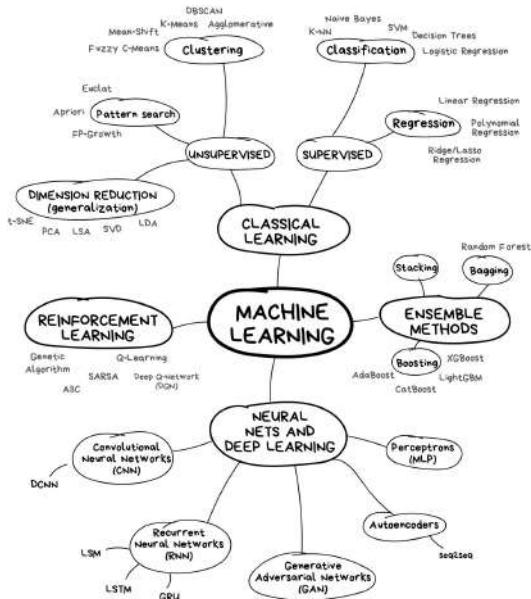 DBSCAN
K-Means
Agglomerative
Mean-Shift
Fuzzy C-Means
Clustering
Naive Bayes
SVM
K-NN
Decision Trees
Logistic Regression
Classification
Euclat
Apriori
Pattern search
FP-Growth
Linear Regression
Regression
Polynomial
Regression
Ridge/Lasso
Regression
UNSUPERVISED
SUPERVISED
DIMENSION REDUCTION
(generalization)
t-SNE
PCA
LSA
SVD
LDA
CLASSICAL
LEARNING
Random Forest
Stacking
Bagging
REINFORCEMENT
LEARNING
MACHINE
LEARNING
ENSEMBLE
METHODS
Genetic
Algorithm
Q-Learning
SARSA
Deep Q-Network
(DQN)
A3C
Boosting
XGBoost
AdaBoost
LightGBM
CatBoost
NEURAL
NETS AND
DEEP LEARNING
Convolutional
Neural Networks
(CNN)
DCNN
Perceptrons
(MLP)
Recurrent
Neural Networks
(RNN)
LSM
LSTM
GRU
Autoencoders
seq2seq
Generative
Adversarial Networks
(GAN)